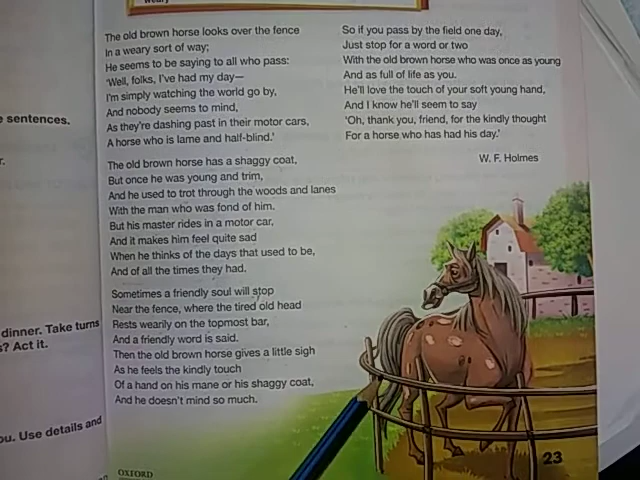 weary
e sentences.
r.
dinner. Take turns
s? Act it.
ou. Use details and
The old brown horse looks over the fence
In a weary sort of way;
He seems to be saying to all who pass:
'Well, folks, I've had my day—
I'm simply watching the world go by,
And nobody seems to mind,
As they're dashing past in their motor cars,
A horse who is lame and half-blind.'
The old brown horse has a shaggy coat,
But once he was young and trim,
And he used to trot through the woods and lanes
With the man who was fond of him.
But his master rides in a motor car,
And it makes him feel quite sad
When he thinks of the days that used to be,
And of all the times they had.
Sometimes a friendly soul will stop
Near the fence, where the tired old head
Rests wearily on the topmost bar,
And a friendly word is said.
Then the old brown horse gives a little sigh
As he feels the kindly touch
Of a hand on his mane or his shaggy coat,
And he doesn't mind so much.
So if you pass by the field one day,
Just stop for a word or two
With the old brown horse who was once as young
And as full of life as you.
He'll love the touch of your soft young hand,
And I know he'll seem to say
'Oh, thank you, friend, for the kindly thought
For a horse who has had his day.'
W. F. Holmes
OXFORD
23